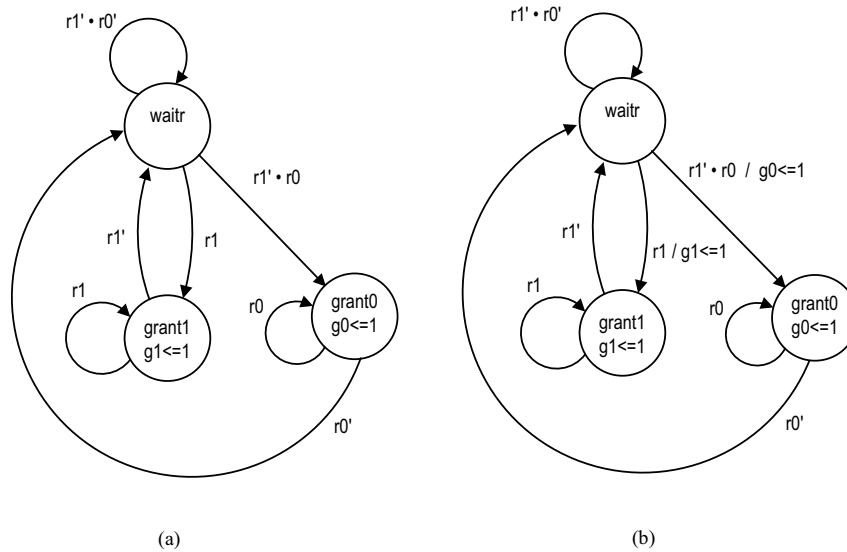 r1' • r0'
waitr
r1' • r0
r1'
r1
r1
r0
grant1
g1<=1
grant0
g0<=1
r0'
(a)
r1' • r0'
waitr
r1' • r0 / g0<=1
r1'
r1 / g1<=1
r1
r0
grant1
g1<=1
grant0
g0<=1
r0'
(b)